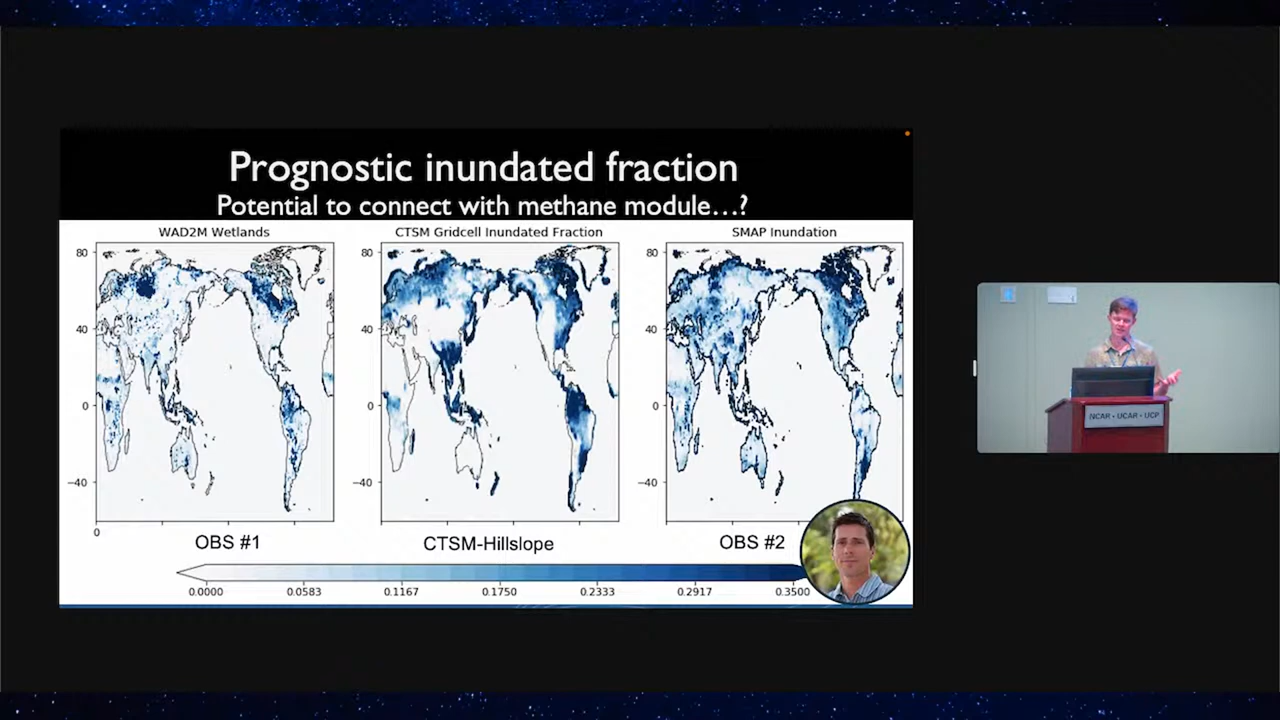 Prognostic inundated fraction
Potential to connect with methane module...?
WAD2M Wetlands
CTSM Gridcell Inundated Fraction
SMAP Inundation
80
40
0
−40
0
80
40
0
−40
80
40
0
−40
OBS #1
CTSM-Hillslope
OBS #2
0.0000
0.0583
0.1167
0.1750
0.2333
0.2917
0.3500
NCAR • UCAR • UCP